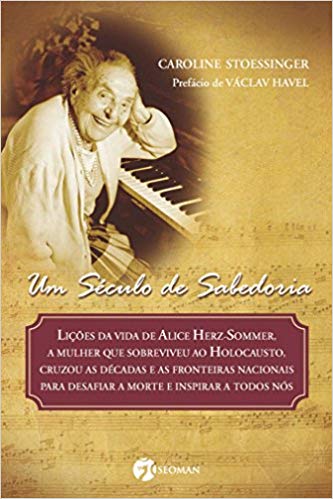 CAROLINE STOESSINGER
Prefácio de VÁCLAV HAVEL
Um Século de Sabedoria
LIÇÕES DA VIDA DE ALICE HERZ-SOMMER,
A MULHER QUE SOBREVIVEU AO HOLOCAUSTO,
CRUZOU AS DÉCADAS E AS FRONTEIRAS NACIONAIS
PARA DESAFIAR A MORTE E INSPIRAR A TODOS NÓS
SEOMAN